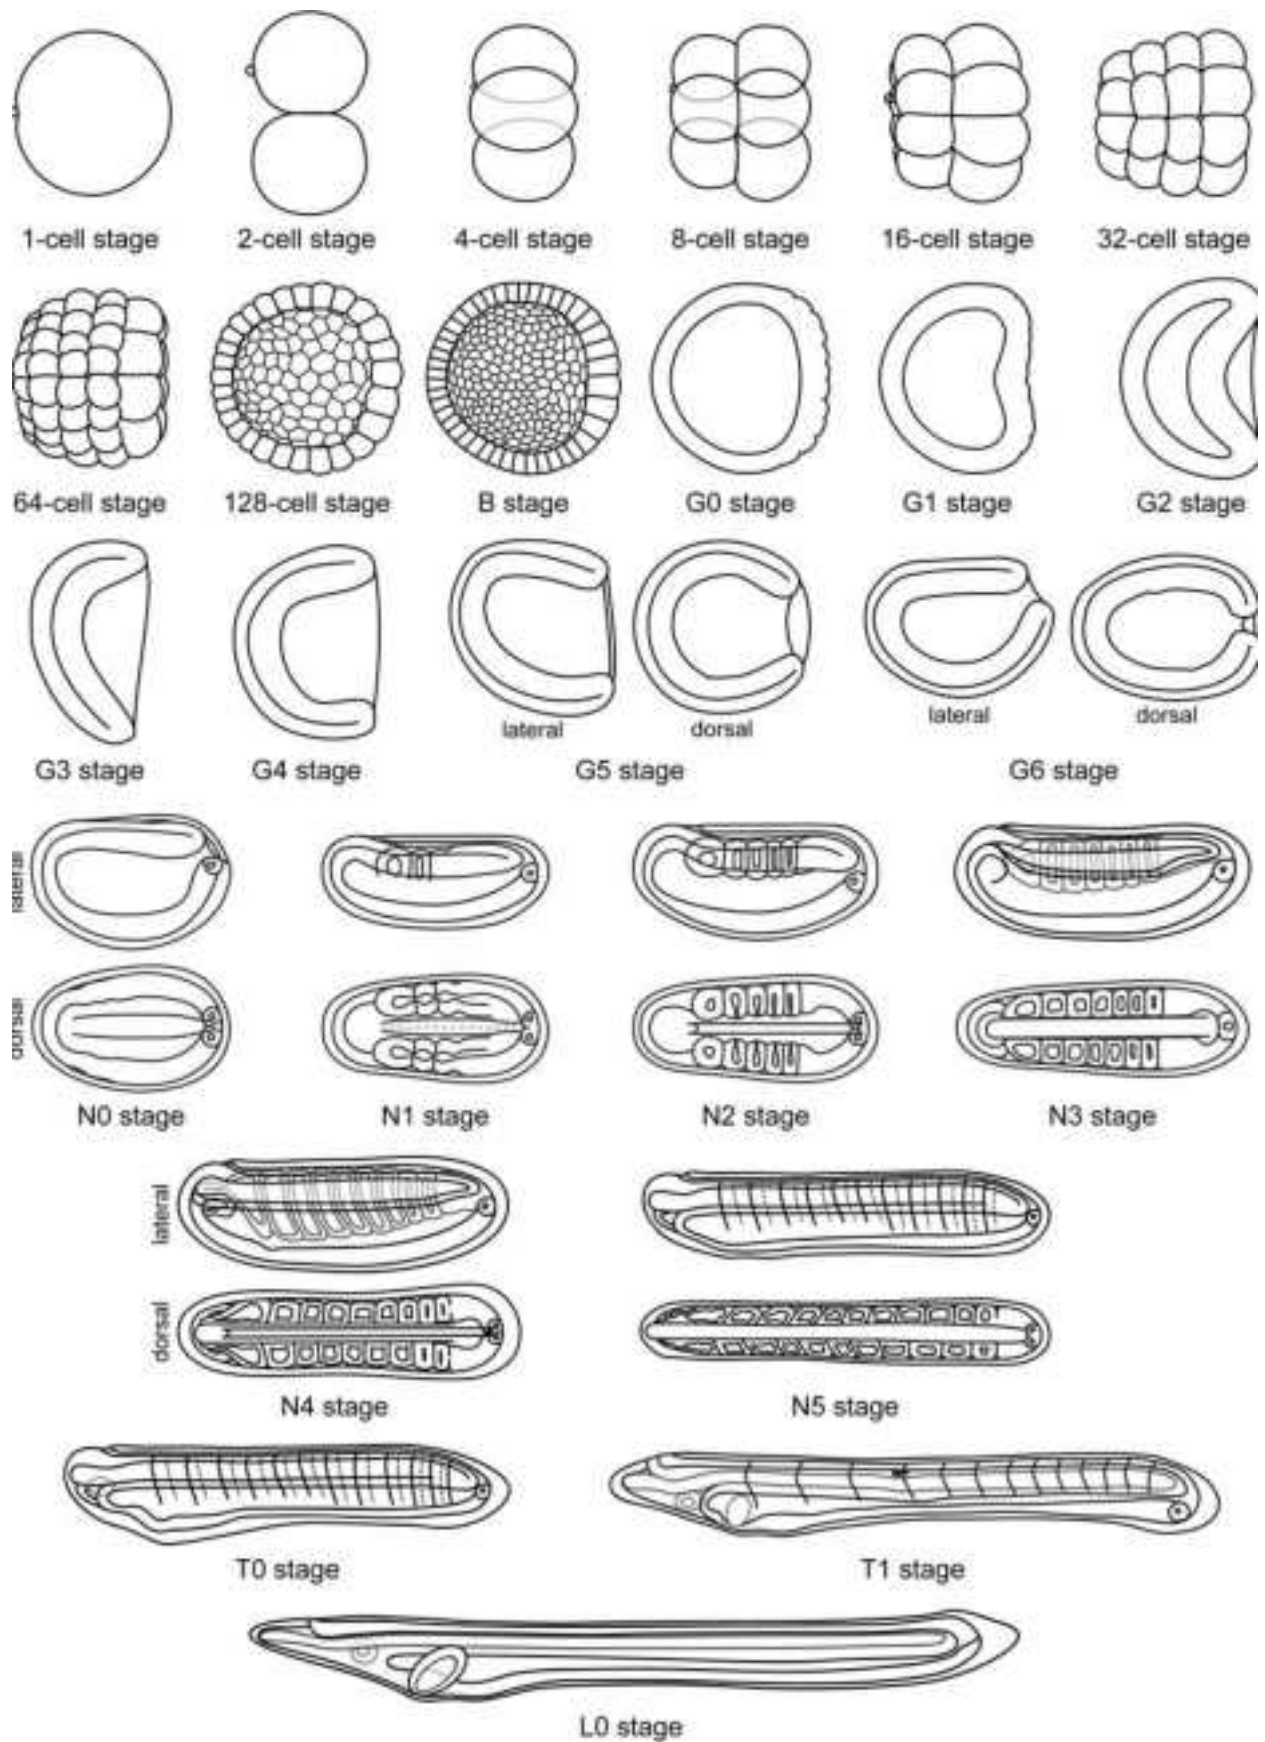 1-cell stage 2-cell stage 4-cell stage 8-cell stage 16-cell stage 32-cell stage
64-cell stage 128-cell stage B stage G0 stage G1 stage G2 stage
lateral dorsal lateral dorsal
G3 stage G4 stage G5 stage G6 stage
lateral
dorsal
N0 stage N1 stage N2 stage N3 stage
lateral
dorsal
N4 stage N5 stage
T0 stage T1 stage
L0 stage